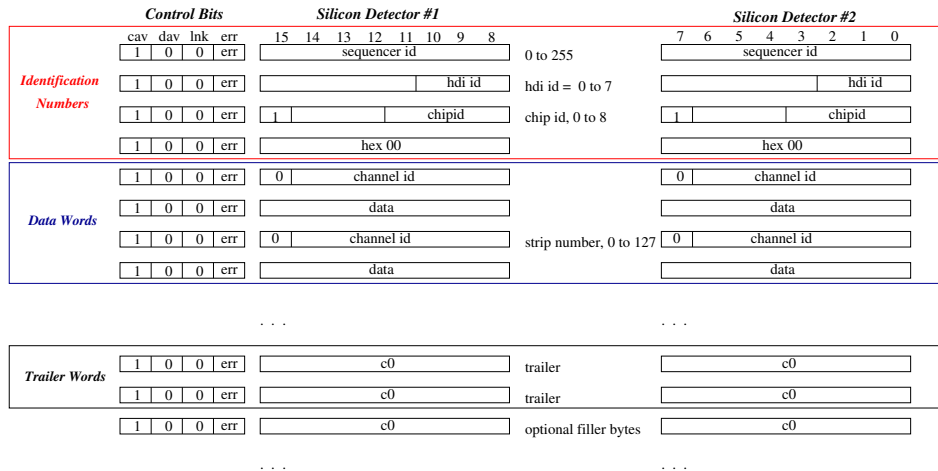 Control Bits Silicon Detector #1 Silicon Detector #2
cav dav lnk err 15 14 13 12 11 10 9 8 7 6 5 4 3 2 1 0
1 0 0 err sequencer id 0 to 255 sequencer id
Identification
Numbers
1 0 0 err hdi id hdi id = 0 to 7 hdi id
1 0 0 err 1 chipid chip id, 0 to 8 1 chipid
1 0 0 err hex 00 hex 00
1 0 0 err 0 channel id 0 channel id
Data Words
1 0 0 err data data
1 0 0 err 0 channel id strip number, 0 to 127 0 channel id
1 0 0 err data data
. . . . . .
Trailer Words
1 0 0 err c0 trailer c0
1 0 0 err c0 trailer c0
1 0 0 err c0 optional filler bytes c0
. . . . . .